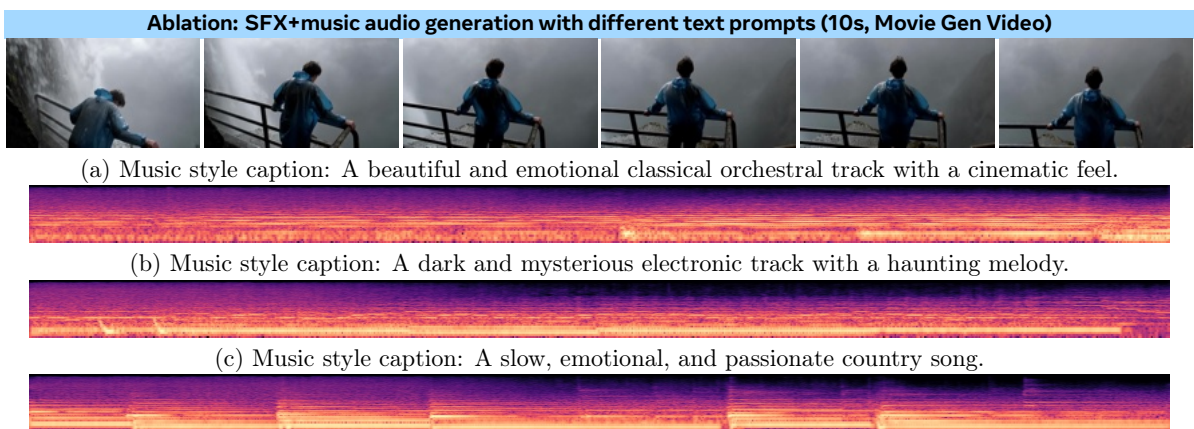 Ablation: SFX+music audio generation with different text prompts (10s, Movie Gen Video)
(a) Music style caption: A beautiful and emotional classical orchestral track with a cinematic feel.
(b) Music style caption: A dark and mysterious electronic track with a haunting melody.
(c) Music style caption: A slow, emotional, and passionate country song.